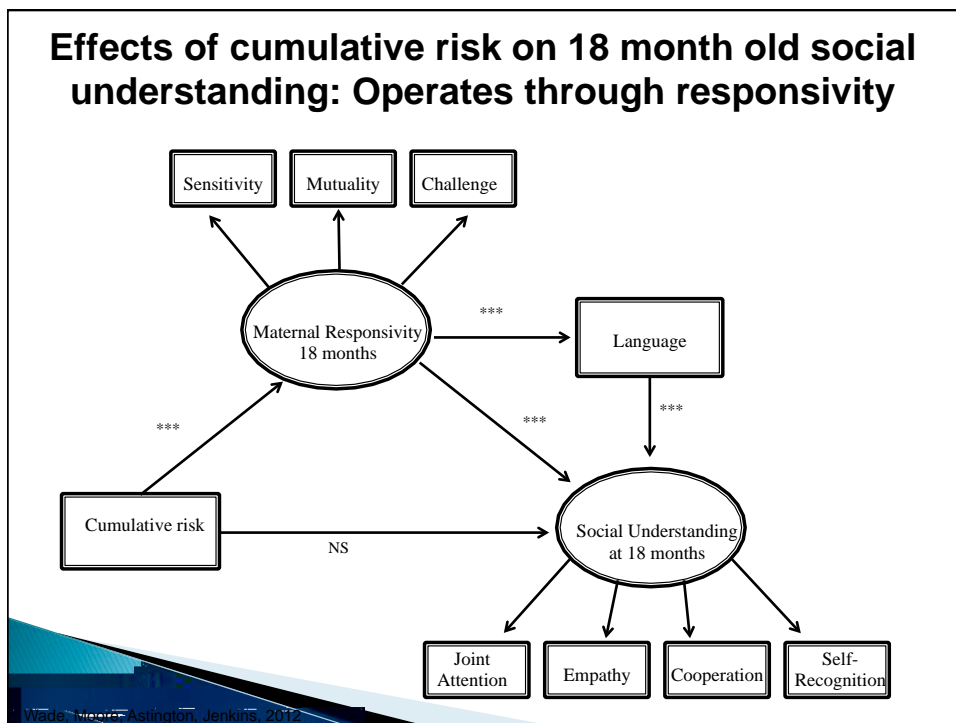 Effects of cumulative risk on 18 month old social
understanding: Operates through responsivity
Sensitivity
Mutuality
Challenge
***
Maternal Responsivity
18 months
Language
***
***
***
Cumulative risk
NS
Social Understanding
at 18 months
Joint
Attention
Empathy
Cooperation
Self-
Recognition
Wade, Moore, Astington, Jenkins, 2012